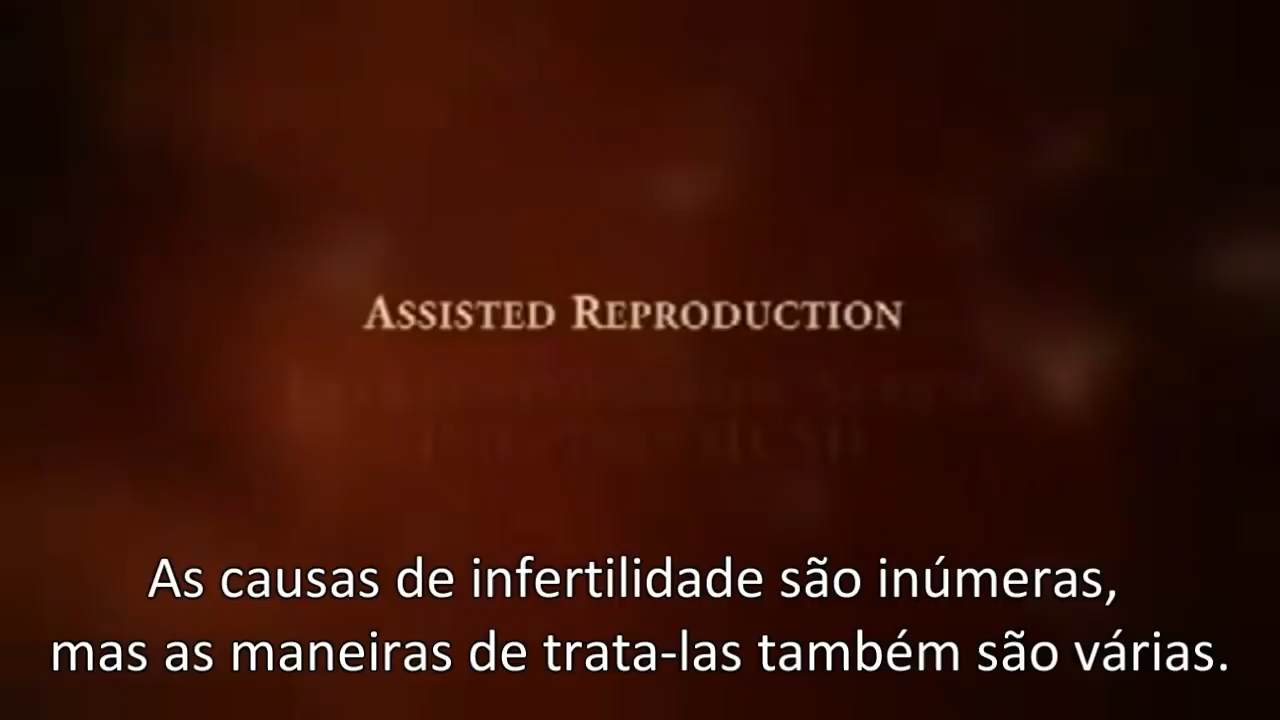 Assisted Reproduction
As causas de infertilidade são inúmeras,
mas as maneiras de trata-las também são várias.